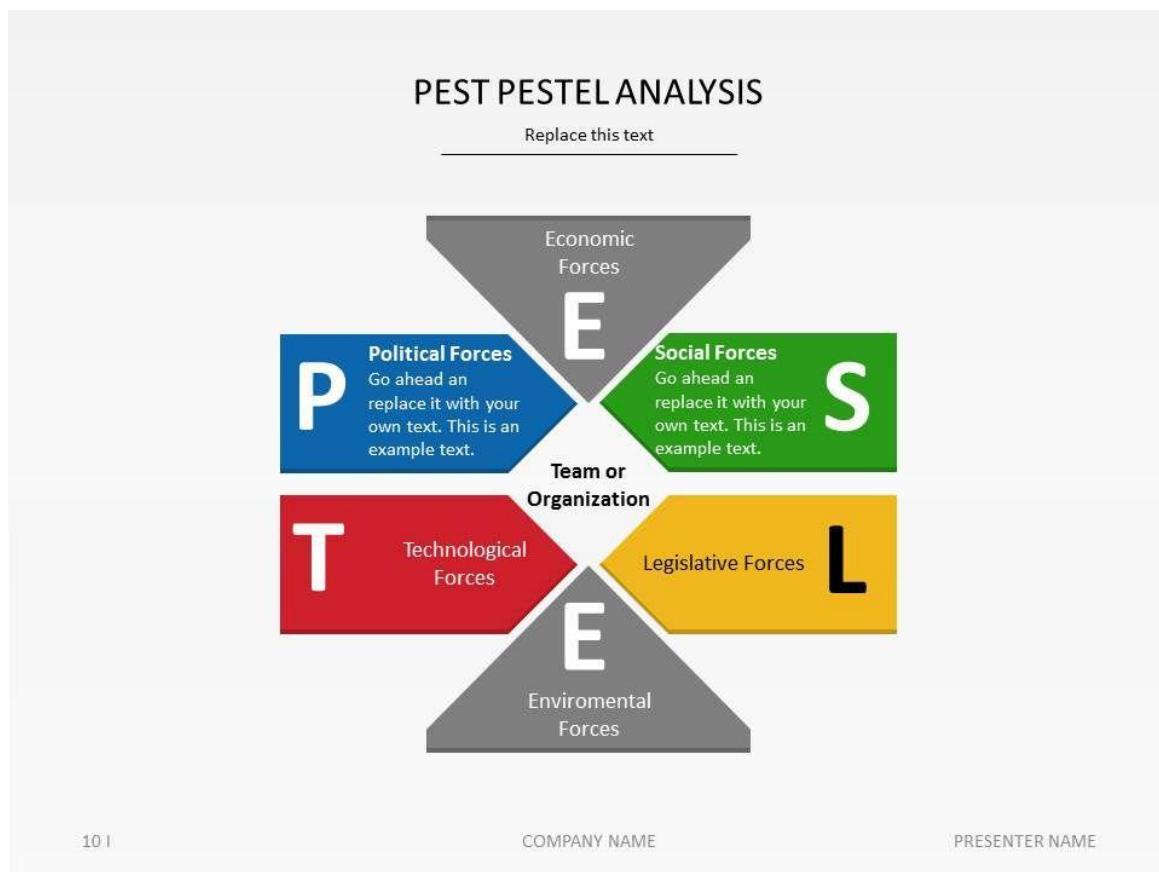 PEST PESTEL ANALYSIS
Replace this text
Economic
Forces
E
P
Political Forces
Go ahead an
replace it with your
own text. This is an
example text.
Social Forces
Go ahead an
replace it with your
own text. This is an
example text.
S
Team or
Organization
T
Technological
Forces
Legislative Forces
L
E
Enviromental
Forces
10 I
COMPANY NAME
PRESENTER NAME